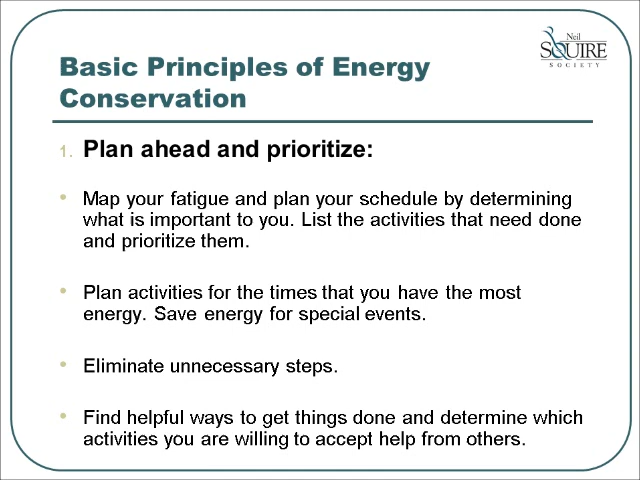 Neil
SQUIRE
SOCIETY
Basic Principles of Energy
Conservation
1. Plan ahead and prioritize:
• Map your fatigue and plan your schedule by determining
what is important to you. List the activities that need done
and prioritize them.
• Plan activities for the times that you have the most
energy. Save energy for special events.
• Eliminate unnecessary steps.
• Find helpful ways to get things done and determine which
activities you are willing to accept help from others.